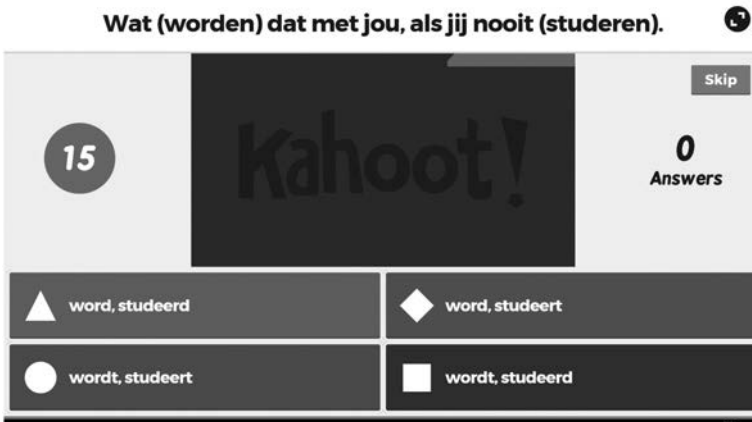 Wat (worden) dat met jou, als jij nooit (studeren).
Skip
15
Kahoot!
0
Answers
word, studeerd
word, studeert
wordt, studeert
wordt, studeerd